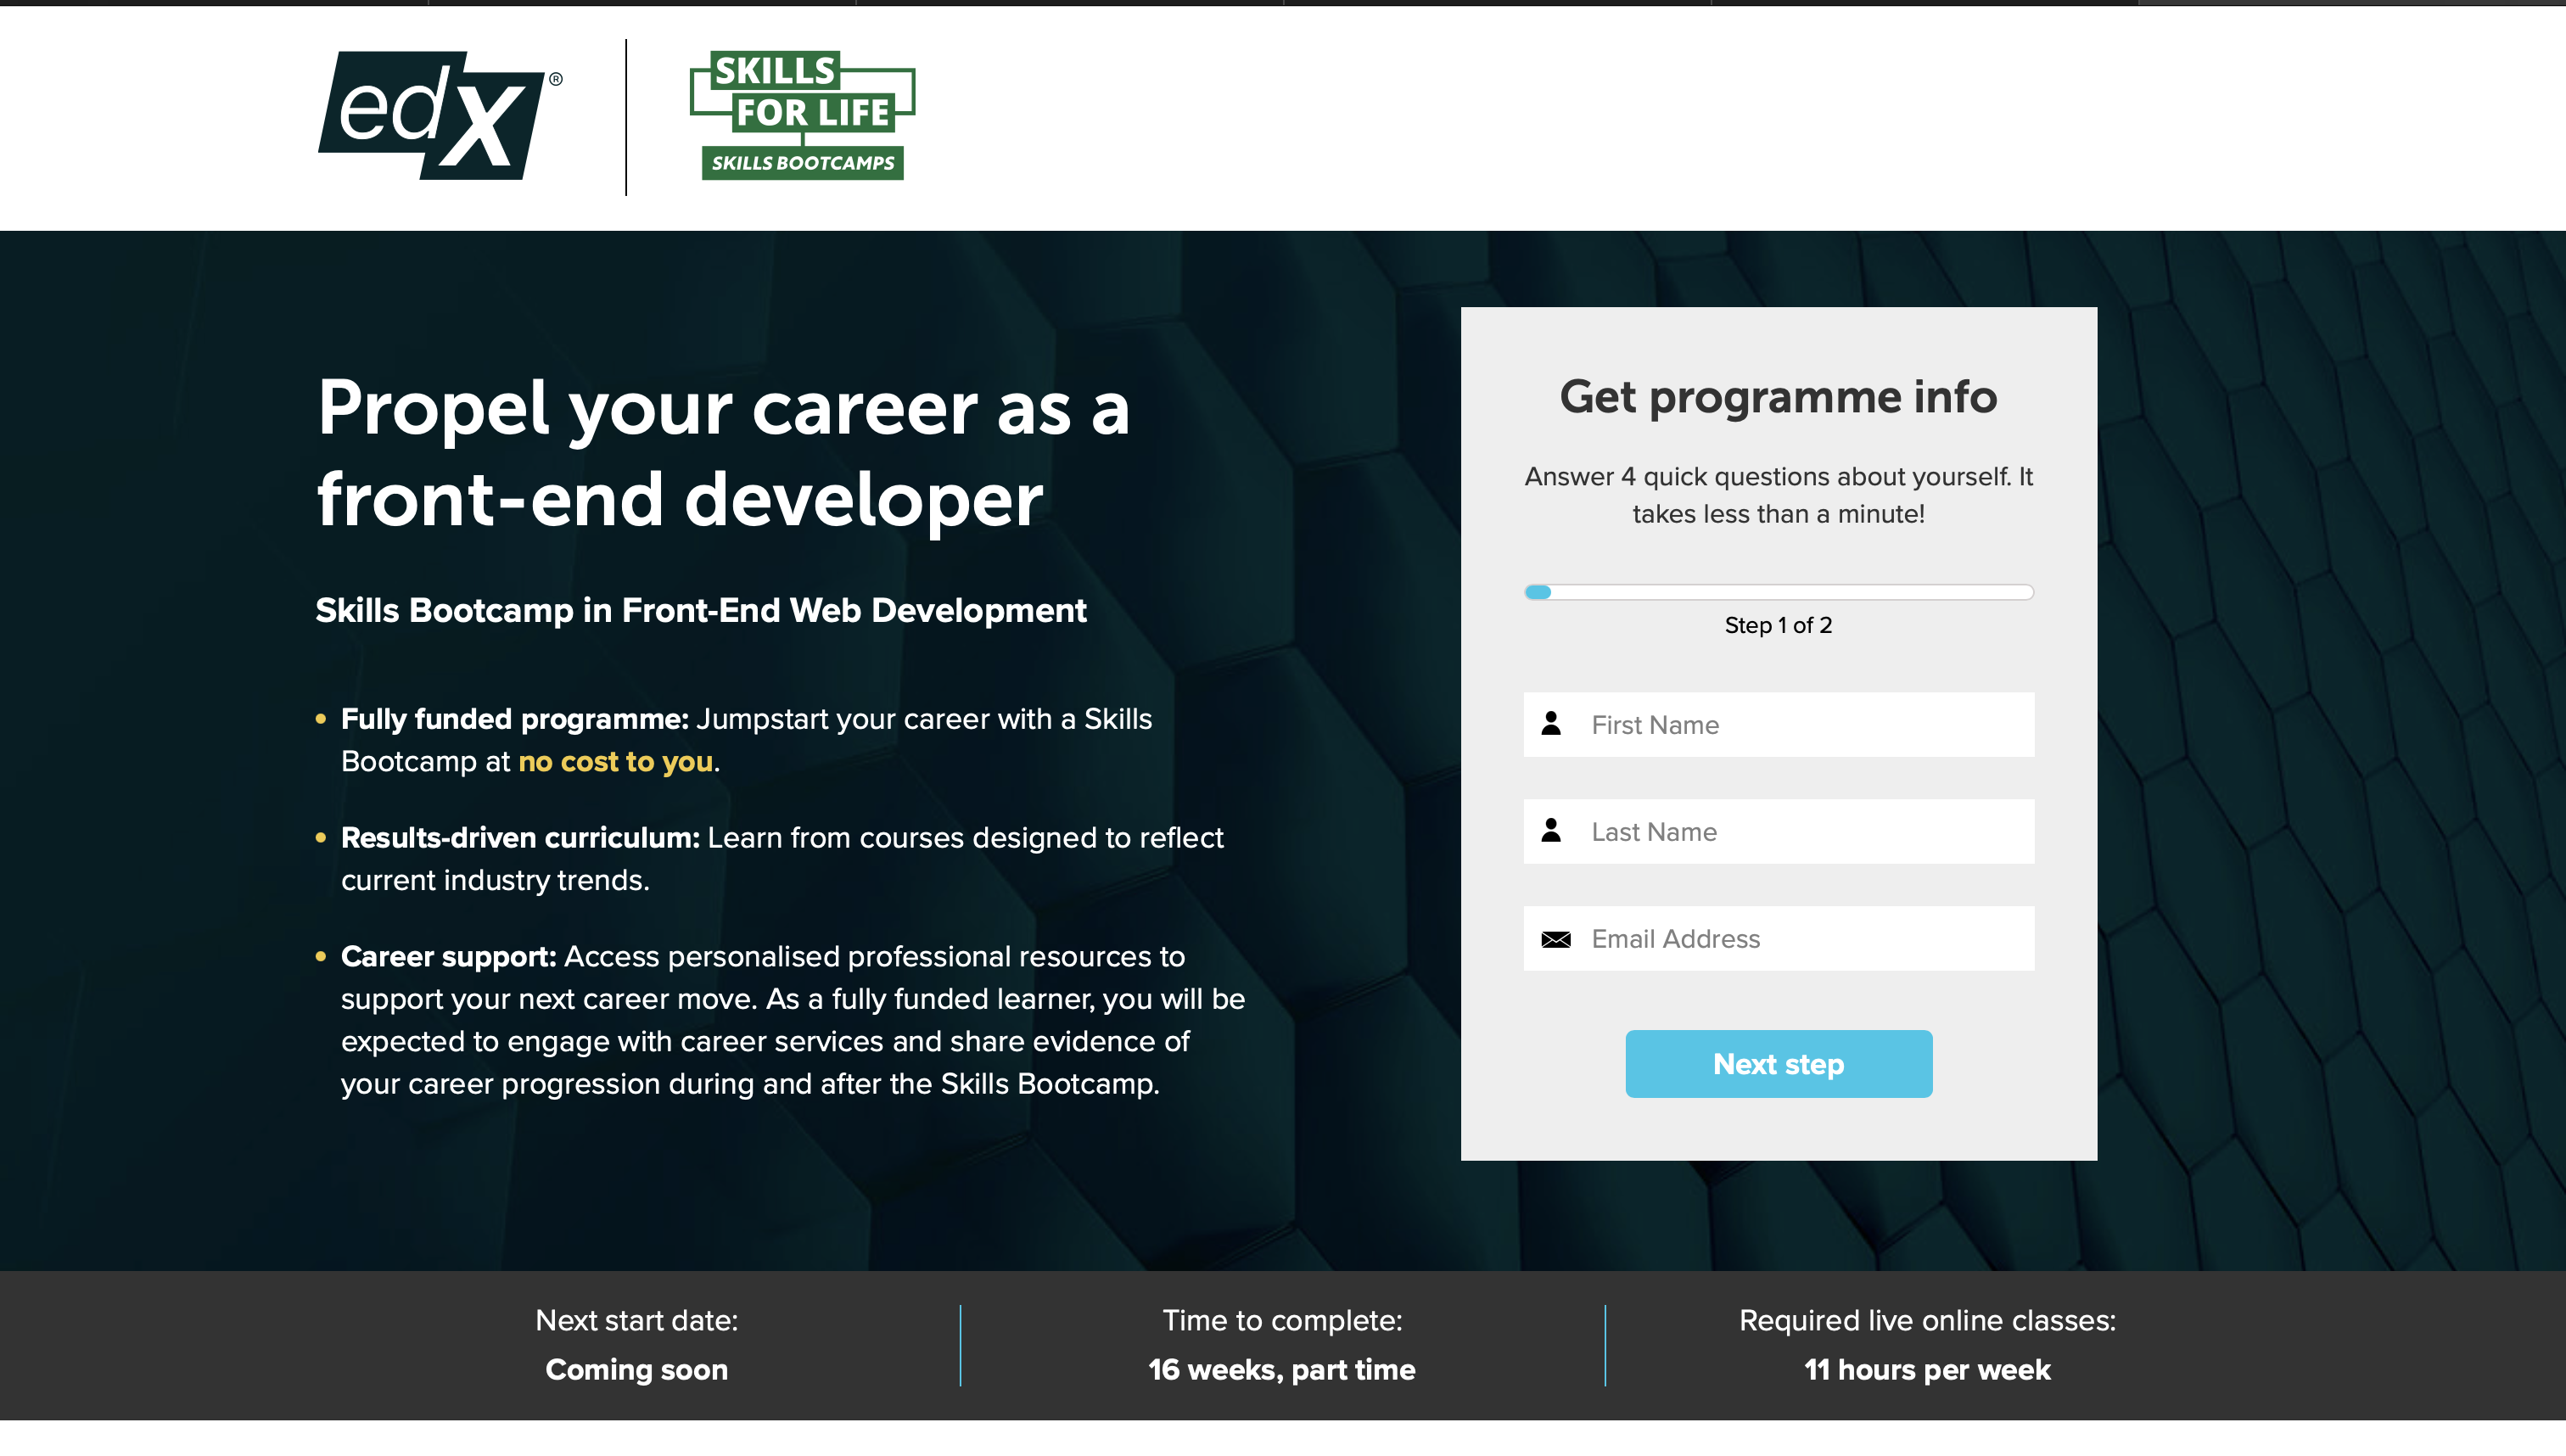 edX®
SKILLS
FOR LIFE
SKILLS BOOTCAMPS
Propel your career as a
front-end developer
Skills Bootcamp in Front-End Web Development
• Fully funded programme: Jumpstart your career with a Skills
Bootcamp at no cost to you.
• Results-driven curriculum: Learn from courses designed to reflect
current industry trends.
• Career support: Access personalised professional resources to
support your next career move. As a fully funded learner, you will be
expected to engage with career services and share evidence of
your career progression during and after the Skills Bootcamp.
Get programme info
Answer 4 quick questions about yourself. It
takes less than a minute!
Step 1 of 2
First Name
Last Name
Email Address
Next step
Next start date:
Coming soon
Time to complete:
16 weeks, part time
Required live online classes:
11 hours per week